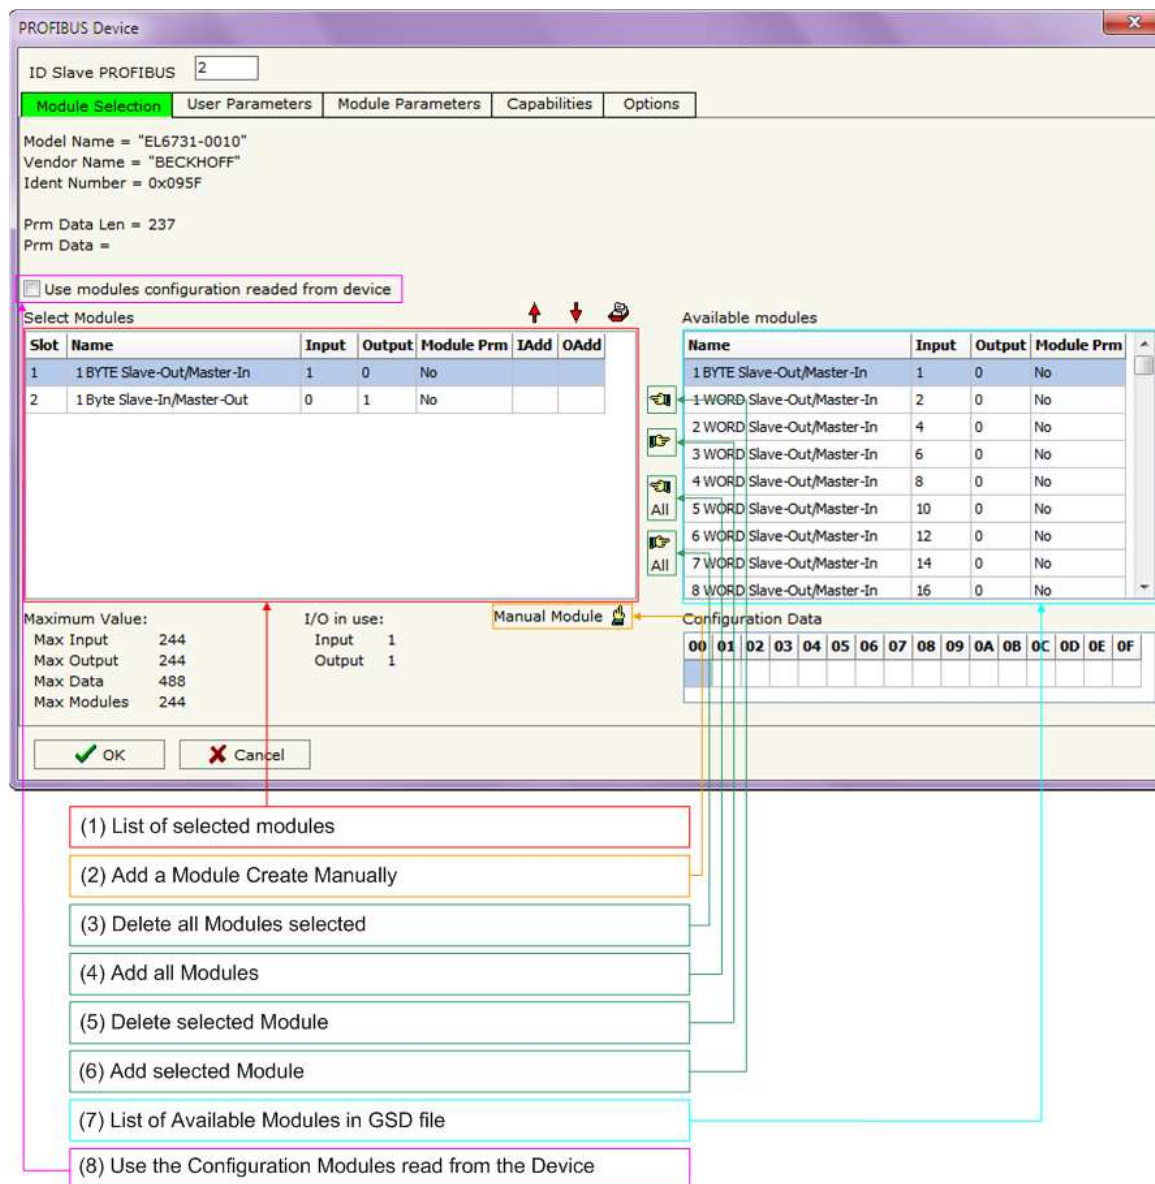 PROFIBUS Device
ID Slave PROFIBUS 2
Module Selection User Parameters Module Parameters Capabilities Options
Model Name = "EL6731-0010"
Vendor Name = "BECKHOFF"
Ident Number = 0x095F
Prm Data Len = 237
Prm Data =
Use modules configuration readed from device
Select Modules
Slot Name Input Output Module Prm IAdd OAdd
1 1 BYTE Slave-Out/Master-In 1 0 No
2 1 Byte Slave-In/Master-Out 0 1 No
All
All
Available modules
Name Input Output Module Prm
1 BYTE Slave-Out/Master-In 1 0 No
1 WORD Slave-Out/Master-In 2 0 No
2 WORD Slave-Out/Master-In 4 0 No
3 WORD Slave-Out/Master-In 6 0 No
4 WORD Slave-Out/Master-In 8 0 No
5 WORD Slave-Out/Master-In 10 0 No
6 WORD Slave-Out/Master-In 12 0 No
7 WORD Slave-Out/Master-In 14 0 No
8 WORD Slave-Out/Master-In 16 0 No
Maximum Value:
Max Input 244
Max Output 244
Max Data 488
Max Modules 244
I/O in use:
Input 1
Output 1
Manual Module
Configuration Data
00 01 02 03 04 05 06 07 08 09 0A 0B 0C 0D 0E 0F
OK Cancel
(1) List of selected modules
(2) Add a Module Create Manually
(3) Delete all Modules selected
(4) Add all Modules
(5) Delete selected Module
(6) Add selected Module
(7) List of Available Modules in GSD file
(8) Use the Configuration Modules read from the Device